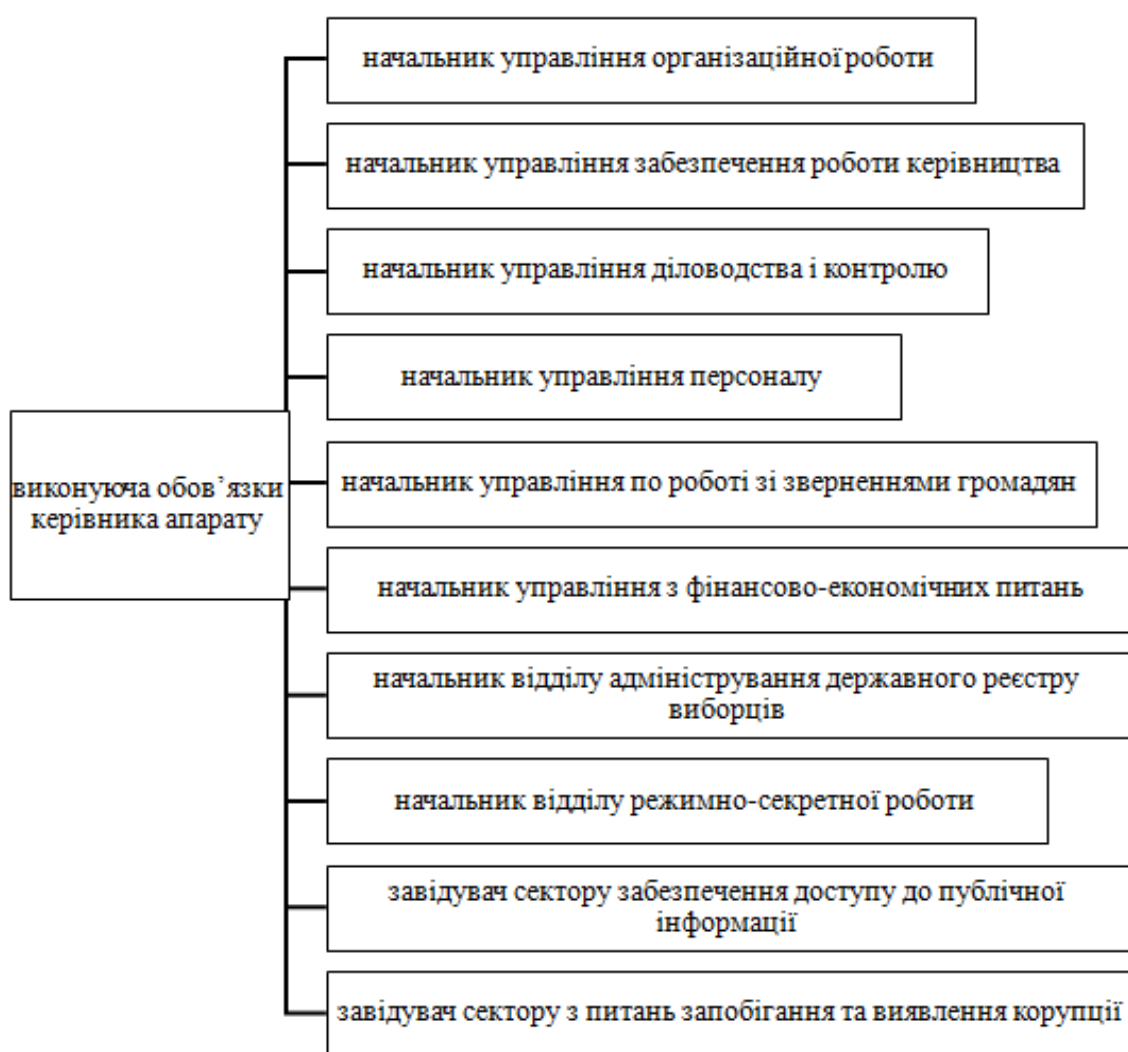 начальник управління організаційної роботи
начальник управління забезпечення роботи керівництва
начальник управління діловодства і контролю
начальник управління персоналу
виконуюча обов’язки
керівника апарату
начальник управління по роботі зі зверненнями громадян
начальник управління з фінансово-економічних питань
начальник відділу адміністрування державного реєстру
виборців
начальник відділу режимно-секретної роботи
завідувач сектору забезпечення доступу до публічної
інформації
завідувач сектору з питань запобігання та виявлення корупції